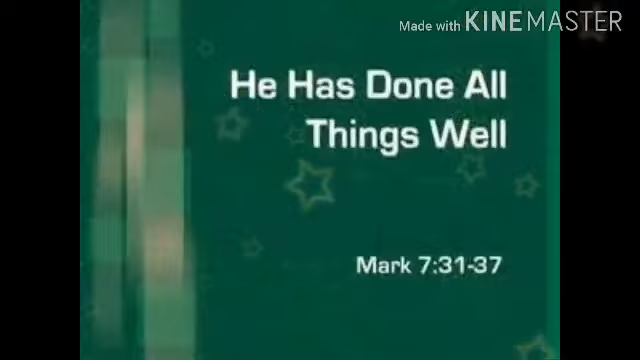 Made with KINEMASTER
He Has Done All
Things Well
Mark 7:31-37